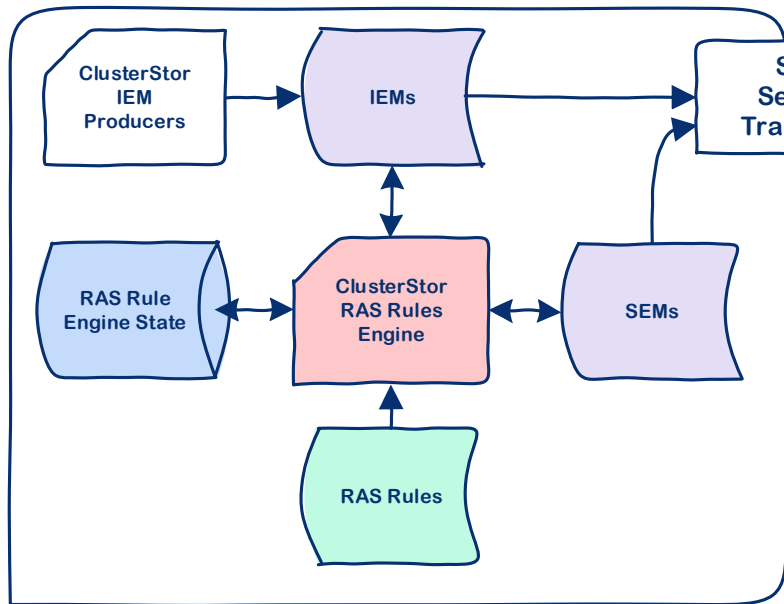 ClusterStor
IEM
Producers
IEMs
RAS Rule
Engine State
ClusterStor
RAS Rules
Engine
SEMs
RAS Rules